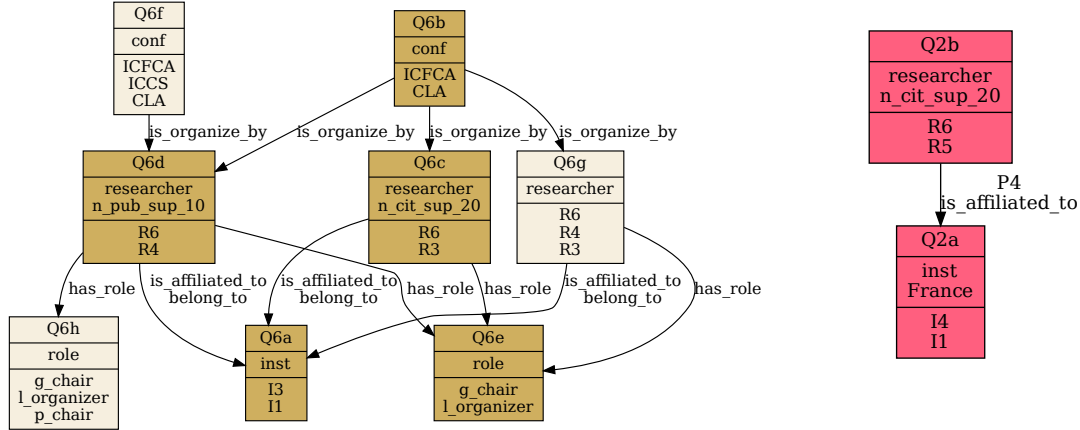 Q6f
conf
ICFCA
ICCS
CLA
Q6b
conf
ICFCA
CLA
is_organize_by
is_organize_by
is_organize_by
is_organize_by
Q6d
researcher
n_pub_sup_10
R6
R4
Q6c
researcher
n_cit_sup_20
R6
R3
Q6g
researcher
R6
R4
R3
has_role
is_affiliated_to
belong_to
is_affiliated_to
belong_to
has_role
has_role
is_affiliated_to
belong_to
has_role
Q6h
role
g_chair
l_organizer
p_chair
Q6a
inst
I3
I1
Q6e
role
g_chair
l_organizer
Q2b
researcher
n_cit_sup_20
R6
R5
P4
is_affiliated_to
Q2a
inst
France
I4
I1